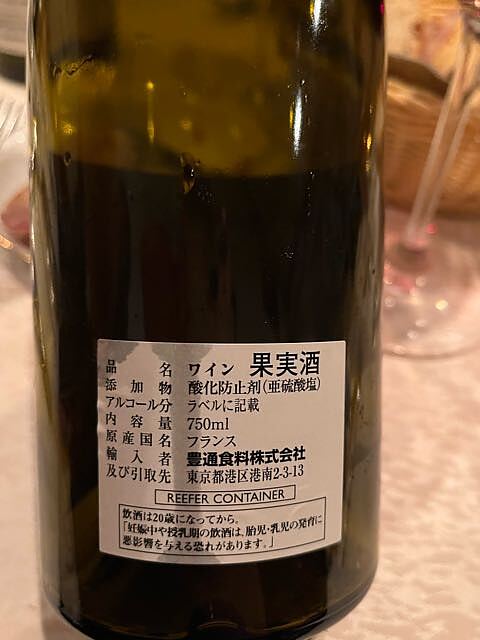 品名 ワイン 果実酒
添加物 酸化防止剤(亜硫酸塩)
アルコール分 ラベルに記載
内容量 750ml
原産国名 フランス
輸入者 豊通食料株式会社
及び引取先 東京都港区港南2-3-13
REEFER CONTAINER
飲酒は20歳になってから。
「妊娠中や授乳期の飲酒は、胎児・乳児の発育に
悪影響を与える恐れがあります。」